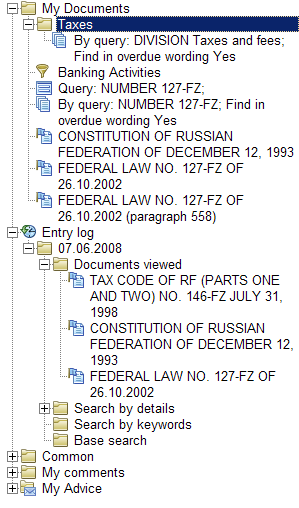 My Documents
Taxes
By query: DIVISION Taxes and fees;
Find in overdue wording Yes
Banking Activities
Query: NUMBER 127-FZ;
By query: NUMBER 127-FZ; Find in
overdue wording Yes
CONSTITUTION OF RUSSIAN
FEDERATION OF DECEMBER 12, 1993
FEDERAL LAW NO. 127-FZ OF
26.10.2002
FEDERAL LAW NO. 127-FZ OF
26.10.2002 (paragraph 558)
Entry log
07.06.2008
Documents viewed
TAX CODE OF RF (PARTS ONE
AND TWO) NO. 146-FZ JULY 31,
1998
CONSTITUTION OF RUSSIAN
FEDERATION OF DECEMBER 12,
1993
FEDERAL LAW NO. 127-FZ OF
26.10.2002
Search by details
Search by keywords
Base search
Common
My comments
My Advice